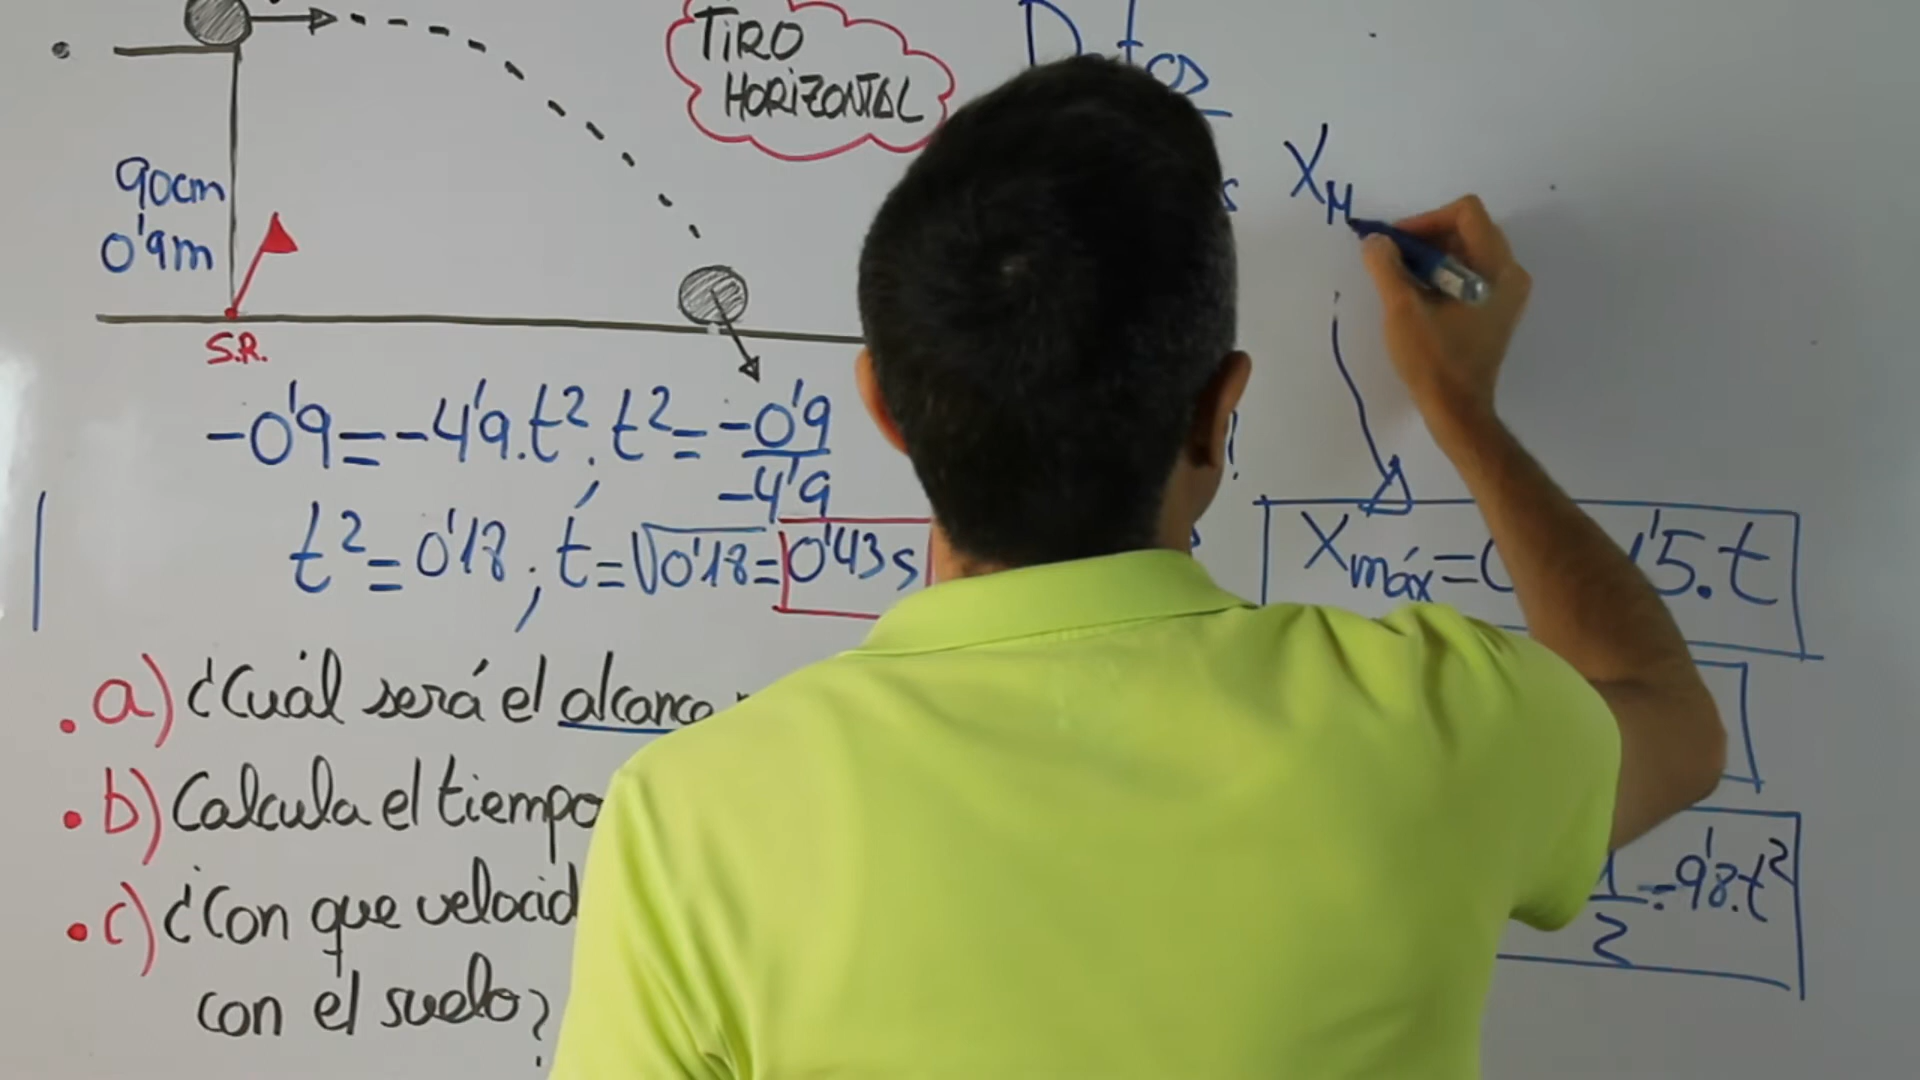 TIRO
HORIZONTAL
90cm
0'9m
S.R.
-0'9=-4'9.t²; t²=-0'9/-4'9
t²=0'18; t=√0'18=0'43s
.a) ¿Cuál será el alcance
.b) Calcula el tiempo
.c) ¿Con que velocid
con el suelo?
X_M
Xmáx=0 '5.t
1/2.-9'8.t²